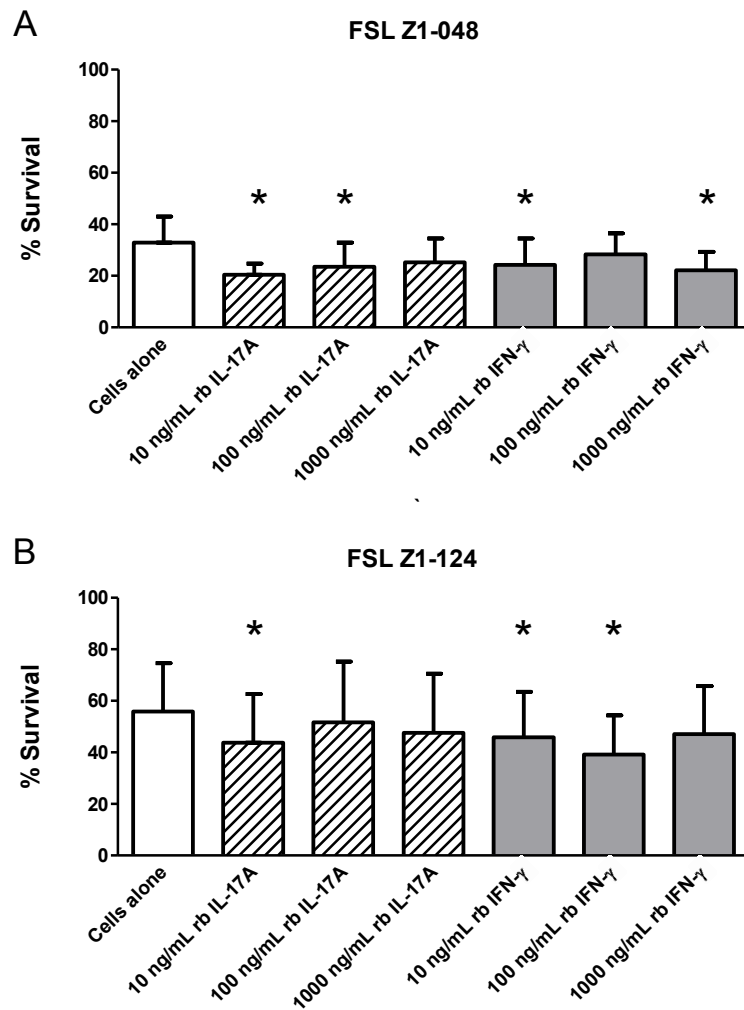 A
FSL Z1-048
% Survival
100
80
60
40
20
0
*
*
*
*
Cells alone
10 ng/mL rb IL-17A
100 ng/mL rb IL-17A
1000 ng/mL rb IL-17A
10 ng/mL rb IFN-γ
100 ng/mL rb IFN-γ
1000 ng/mL rb IFN-γ
B
FSL Z1-124
% Survival
100
80
60
40
20
0
*
*
*
Cells alone
10 ng/mL rb IL-17A
100 ng/mL rb IL-17A
1000 ng/mL rb IL-17A
10 ng/mL rb IFN-γ
100 ng/mL rb IFN-γ
1000 ng/mL rb IFN-γ